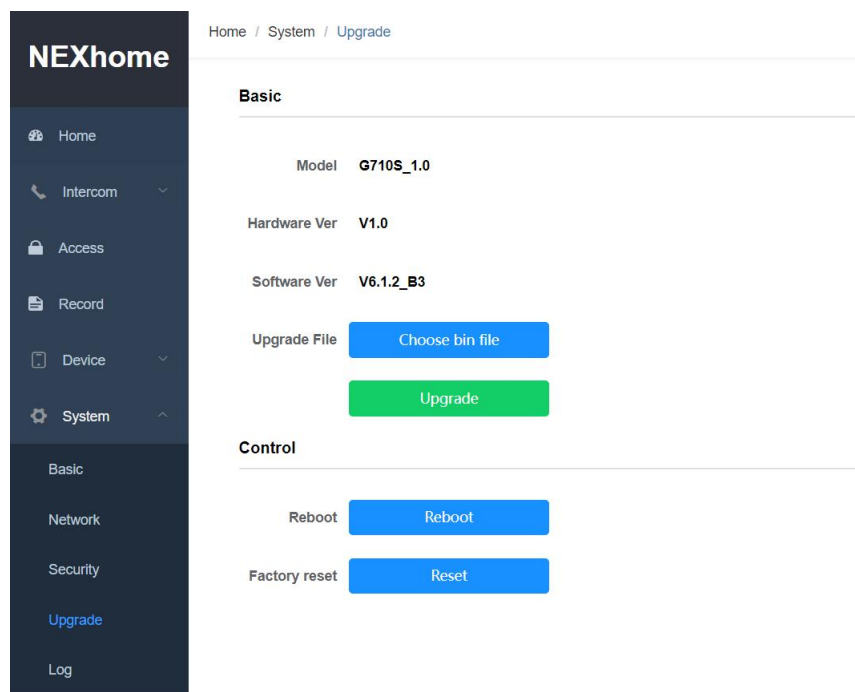 NEXhome
Home
Intercom
Access
Record
Device
System
Basic
Network
Security
Upgrade
Log
Home / System / Upgrade
Basic
Model G710S_1.0
Hardware Ver V1.0
Software Ver V6.1.2_B3
Upgrade File Choose bin file
Upgrade
Control
Reboot Reboot
Factory reset Reset